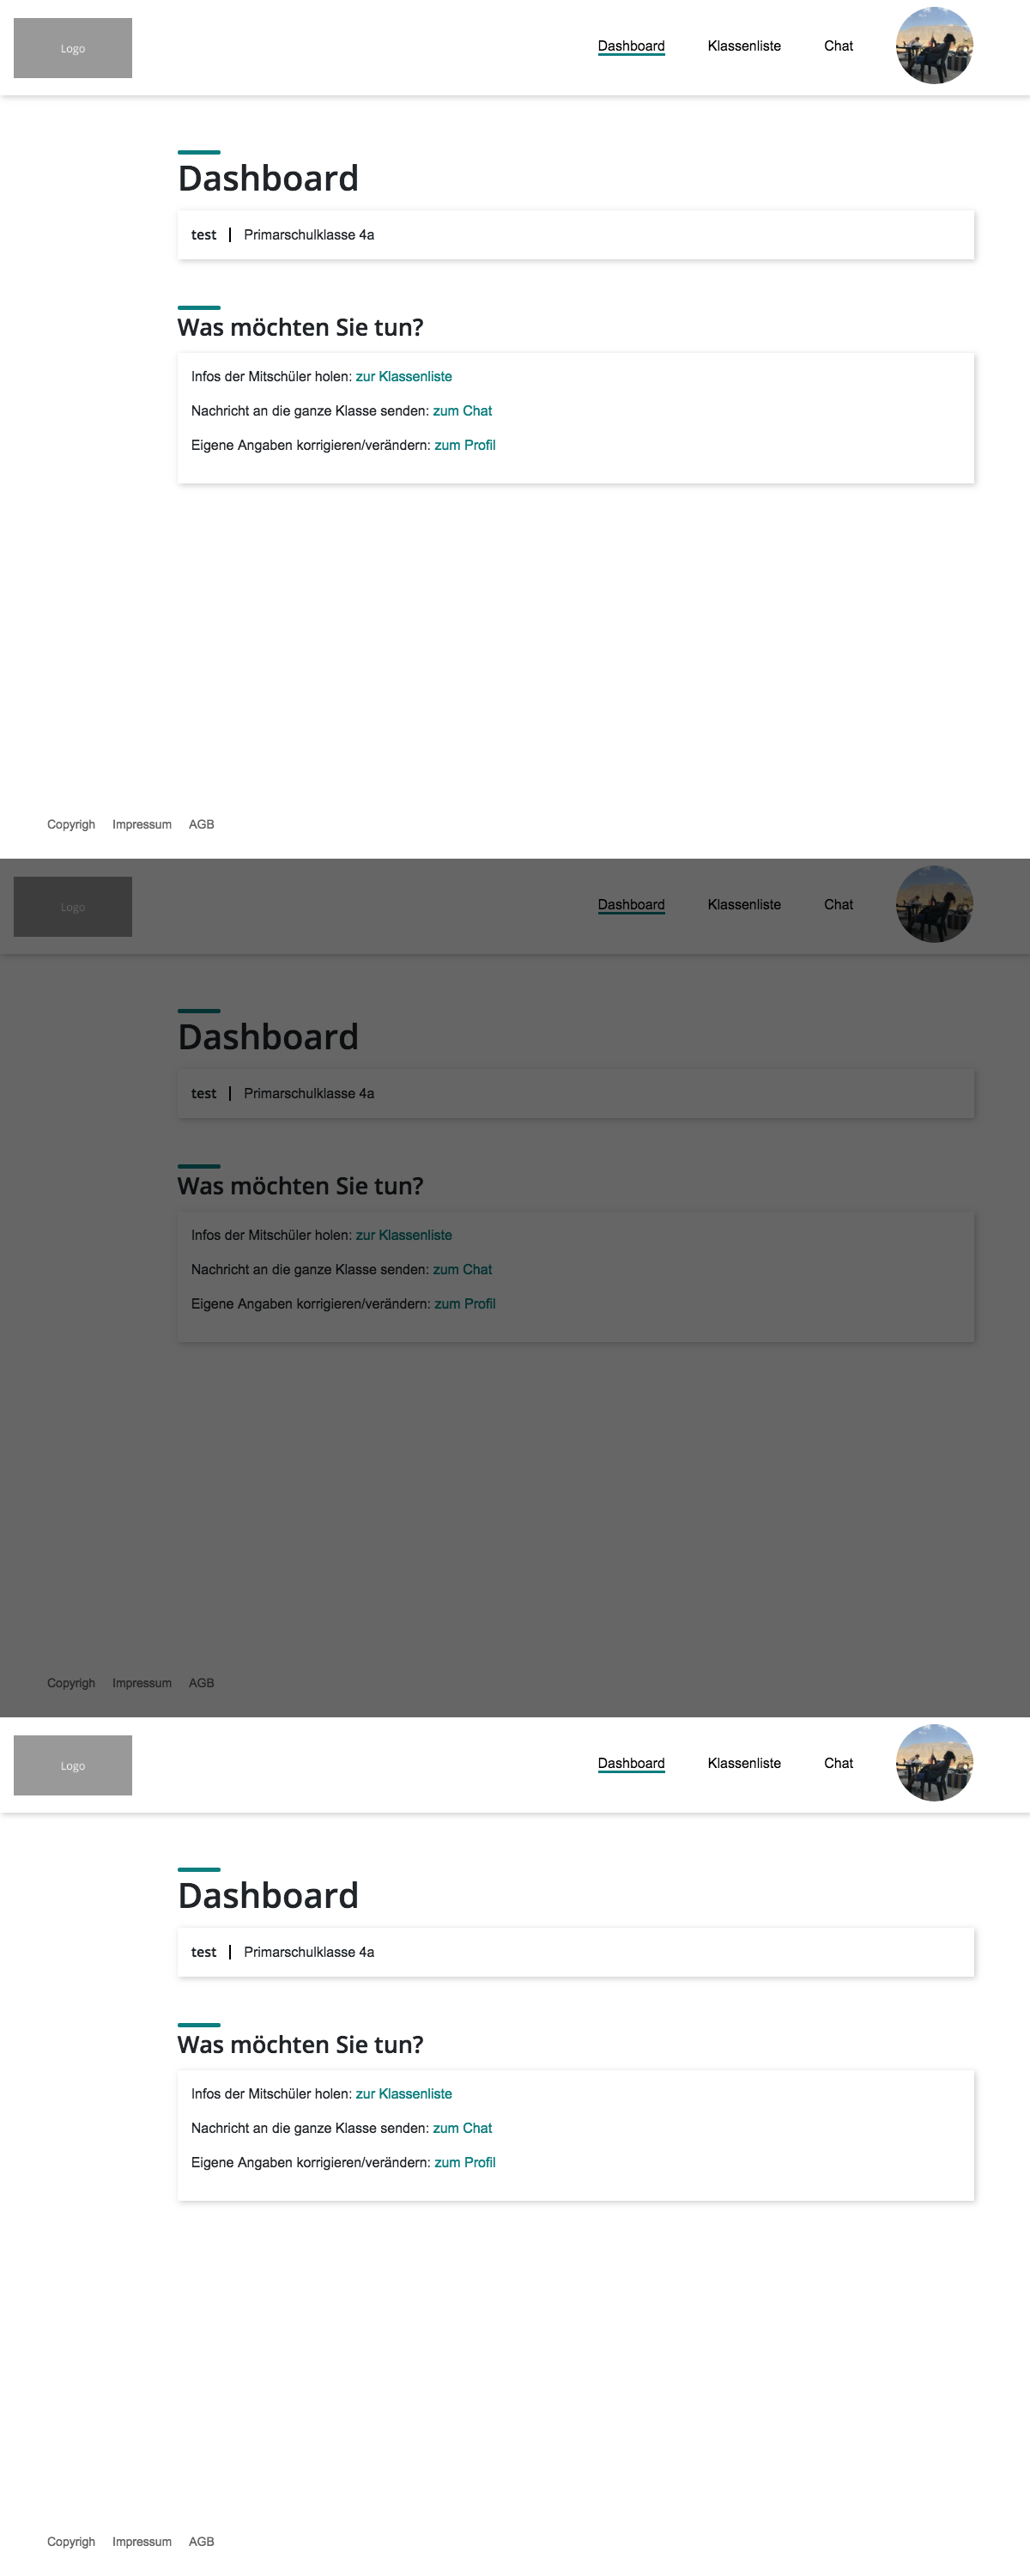 Logo
Dashboard Klassenliste Chat
Dashboard
test Primarschulklasse 4a
Was möchten Sie tun?
Infos der Mitschüler holen: zur Klassenliste
Nachricht an die ganze Klasse senden: zum Chat
Eigene Angaben korrigieren/verändern: zum Profil
Copyrigh Impressum AGB
Logo
Dashboard Klassenliste Chat
Dashboard
test Primarschulklasse 4a
Was möchten Sie tun?
Infos der Mitschüler holen: zur Klassenliste
Nachricht an die ganze Klasse senden: zum Chat
Eigene Angaben korrigieren/verändern: zum Profil
Copyrigh Impressum AGB
Logo
Dashboard Klassenliste Chat
Dashboard
test Primarschulklasse 4a
Was möchten Sie tun?
Infos der Mitschüler holen: zur Klassenliste
Nachricht an die ganze Klasse senden: zum Chat
Eigene Angaben korrigieren/verändern: zum Profil
Copyrigh Impressum AGB